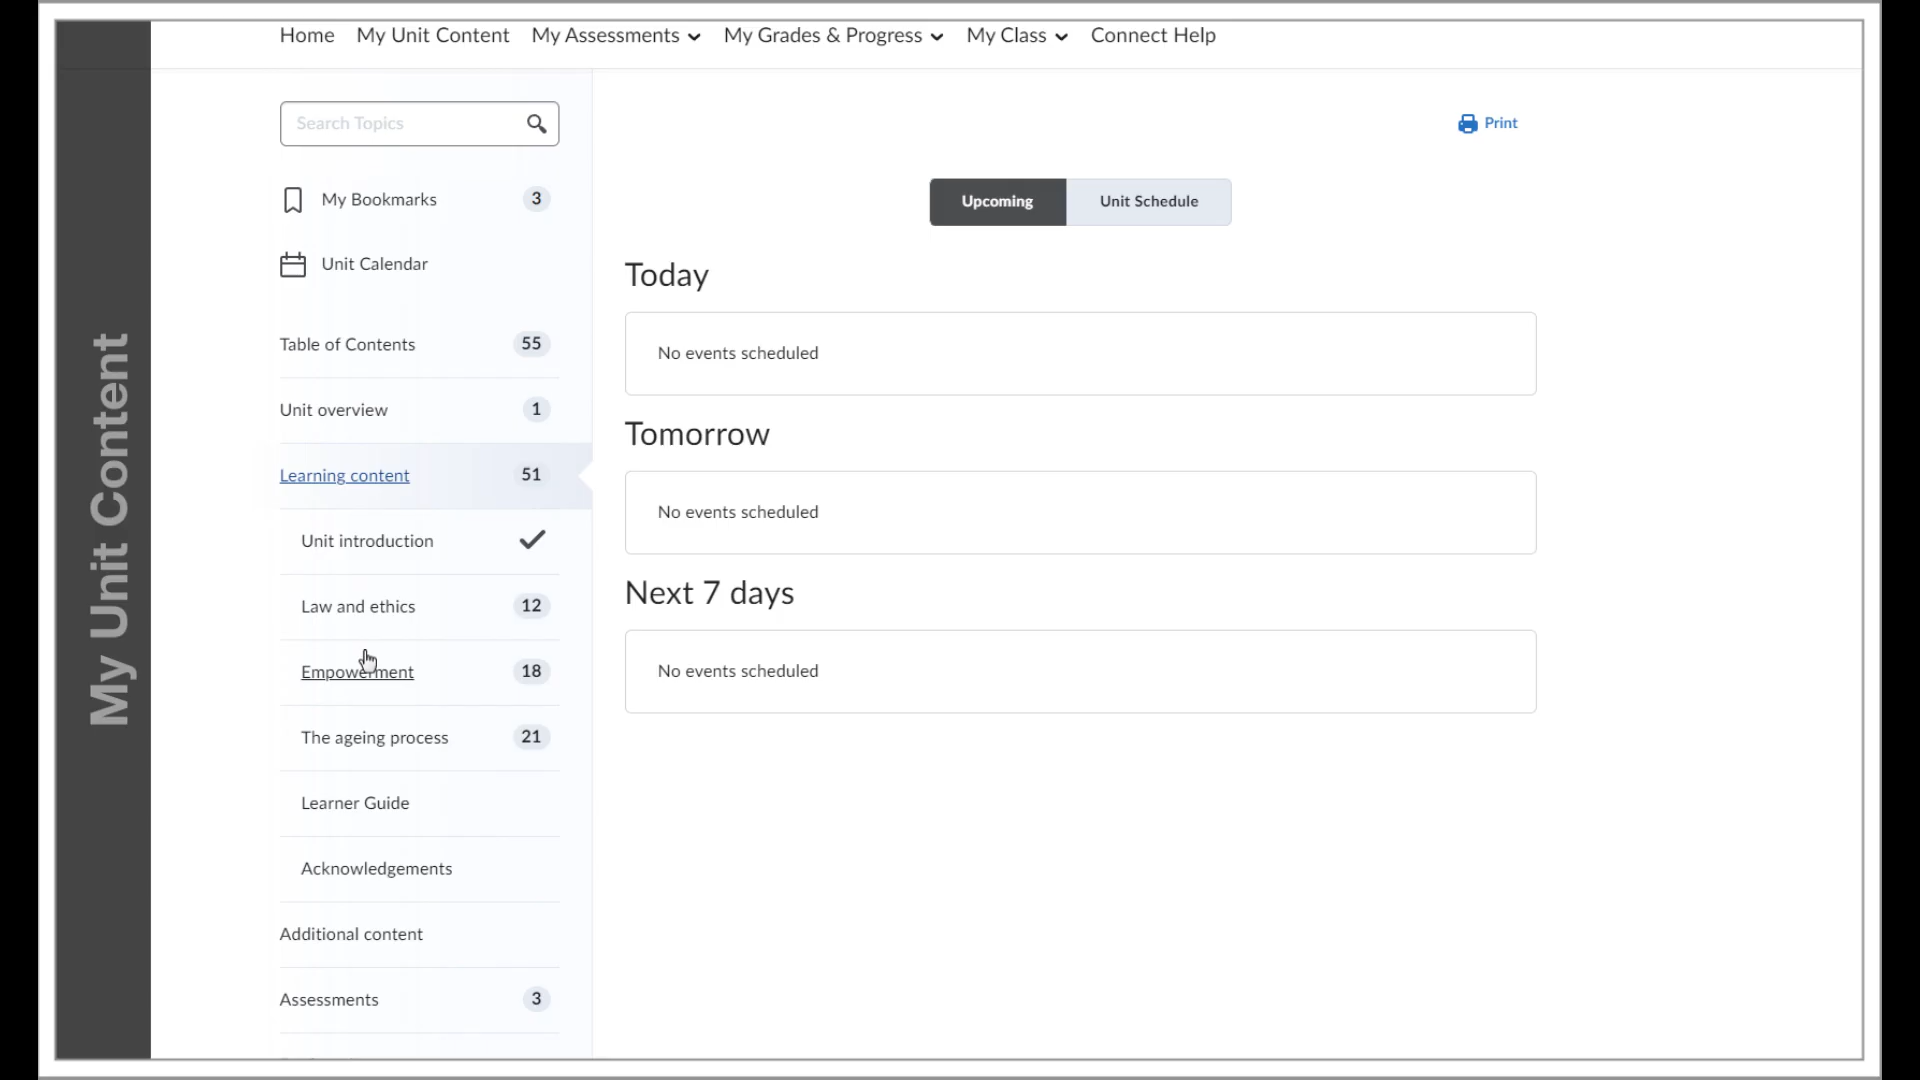 Home My Unit Content My Assessments My Grades & Progress My Class Connect Help
My Unit Content
Search Topics
My Bookmarks 3
Unit Calendar
Table of Contents 55
Unit overview 1
Learning content 51
Unit introduction
Law and ethics 12
Empowerment 18
The ageing process 21
Learner Guide
Acknowledgements
Additional content
Assessments 3
Print
Upcoming Unit Schedule
Today
No events scheduled
Tomorrow
No events scheduled
Next 7 days
No events scheduled